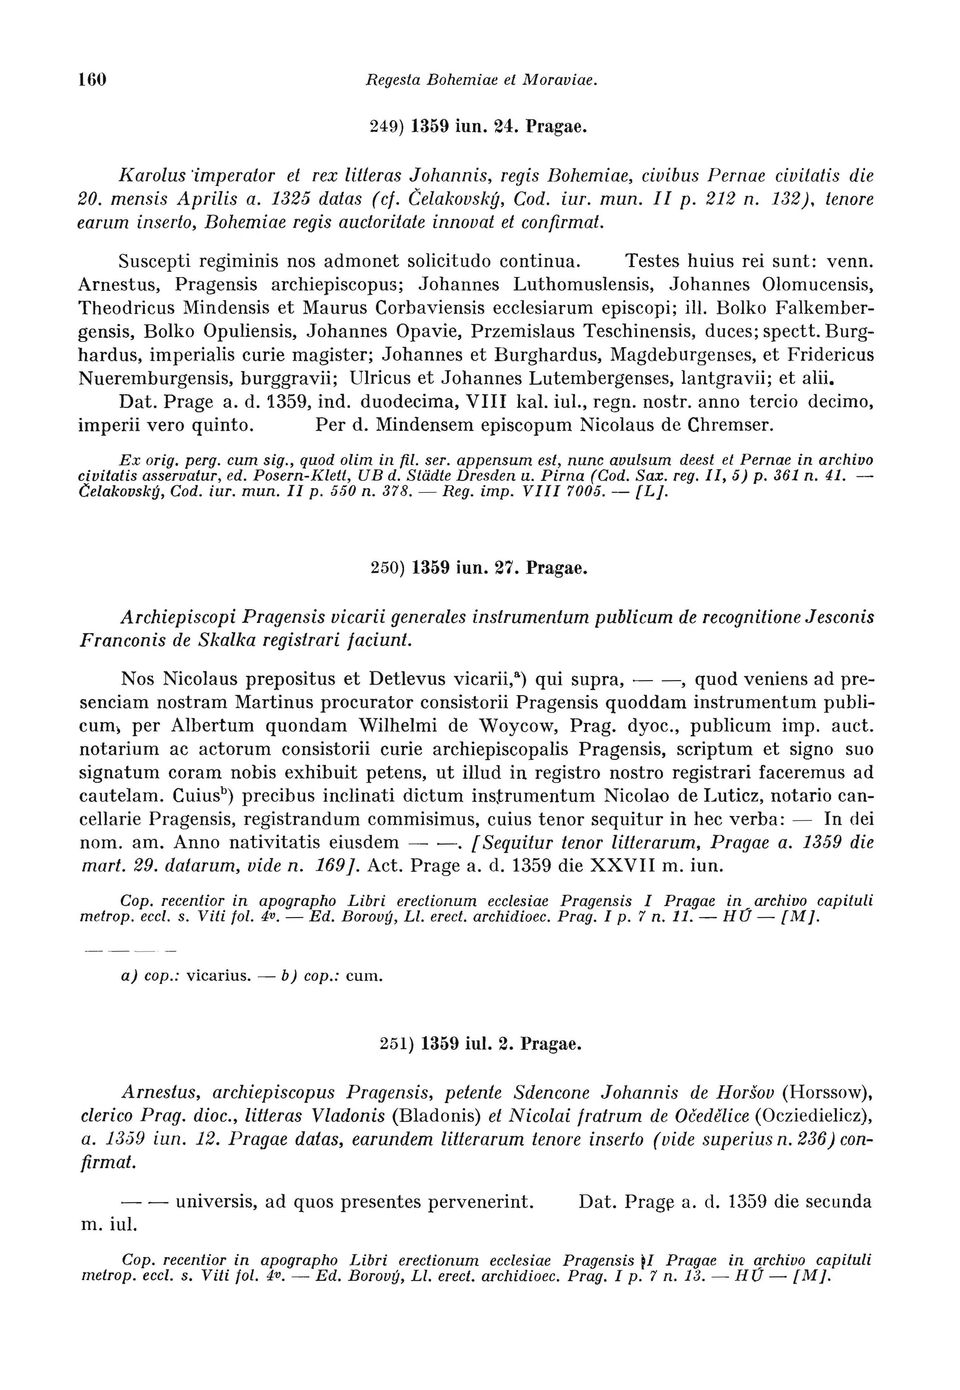 160 Regesta Bohemiae et Moraviae.
249) 1359 iun. 24. Pragae.
Karolus imperator et rex litteras Johannis, regis Bohemiae, civibus Pernae civitatis die
20. mensis Aprilis a. 1325 datas (cf. Čelakovský, Cod. iur. mun. II p. 212 n. 132), tenore
earum inserto, Bohemiae regis auctoritate innovat et confirmat.
Suscepti regiminis nos admonet solicitudo continua. Testes huius rei sunt: venn.
Arnestus, Pragensis archiepiscopus; Johannes Luthomuslensis, Johannes Olomucensis,
Theodricus Mindensis et Maurus Corbaviensis ecclesiarum episcopi; ill. Bolko Falkember-
gensis, Bolko Opuliensis, Johannes Opavie, Przemislaus Teschinensis, duces; spectt. Burg-
hardus, imperialis curie magister; Johannes et Burghardus, Magdeburgenses, et Fridericus
Nueremburgensis, burggravii; Ulricus et Johannes Lutembergenses, lantgravii; et alii.
Dat. Prage a. d. 1359, ind. duodecima, VIII kal. iul., regn. nostr. anno tercio decimo,
imperii vero quinto. Per d. Mindensem episcopum Nicolaus de Chremser.
Ex orig. perg. cum sig., quod olim in fil. ser. appensum est, nunc avulsum deest et Pernae in archivo
civitatis asservatur, ed. Posern-Klett, UB d. Städte Dresden u. Pirna (Cod. Sax. reg. II, 5) p. 361 n. 41. —
Čelakovský, Cod. iur. mun. II p. 550 n. 378. — Reg. imp. VIII 7005. — [L].
250) 1359 iun. 27. Pragae.
Archiepiscopi Pragensis vicarii generales instrumentum publicum de recognitione Jesconis
Franconis de Skalka registrari faciunt.
Nos Nicolaus prepositus et Detlevus vicarii,a) qui supra, — —, quod veniens ad pre-
senciam nostram Martinus procurator consistorii Pragensis quoddam instrumentum publi-
cum, per Albertum quondam Wilhelmi de Woycow, Prag. dyoc., publicum imp. auct.
notarium ac actorum consistorii curie archiepiscopalis Pragensis, scriptum et signo suo
signatum coram nobis exhibuit petens, ut illud in registro nostro registrari faceremus ad
cautelam. Cuiusb) precibus inclinati dictum instrumentum Nicolao de Luticz, notario can-
cellarie Pragensis, registrandum commisimus, cuius tenor sequitur in hec verba: — In dei
nom. am. Anno nativitatis eiusdem — —. [Sequitur tenor litterarum, Pragae a. 1359 die
mart. 29. datarum, vide n. 169]. Act. Prage a. d. 1359 die XXVII m. iun.
Cop. recentior in apographo Libri erectionum ecclesiae Pragensis I Pragae in archivo capituli
metrop. eccl. s. Viti fol. 4v. — Ed. Borový, Ll. erect. archidioec. Prag. I p. 7 n. 11. — HÚ — [M].
a) cop.: vicarius. — b) cop.: cum.
251) 1359 iul. 2. Pragae.
Arnestus, archiepiscopus Pragensis, petente Sdencone Johannis de Horšov (Horssow),
clerico Prag. dioc., litteras Vladonis (Bladonis) et Nicolai fratrum de Očedělice (Ocziedielicz),
a. 1359 iun. 12. Pragae datas, earundem litterarum tenore inserto (vide superius n. 236) con-
firmat.
— — universis, ad quos presentes pervenerint. Dat. Prage a. d. 1359 die secunda
m. iul.
Cop. recentior in apographo Libri erectionum ecclesiae Pragensis I Pragae in archivo capituli
metrop. eccl. s. Viti fol. 4v. — Ed. Borový, Ll. erect. archidioec. Prag. I p. 7 n. 13. — HÚ — [M].